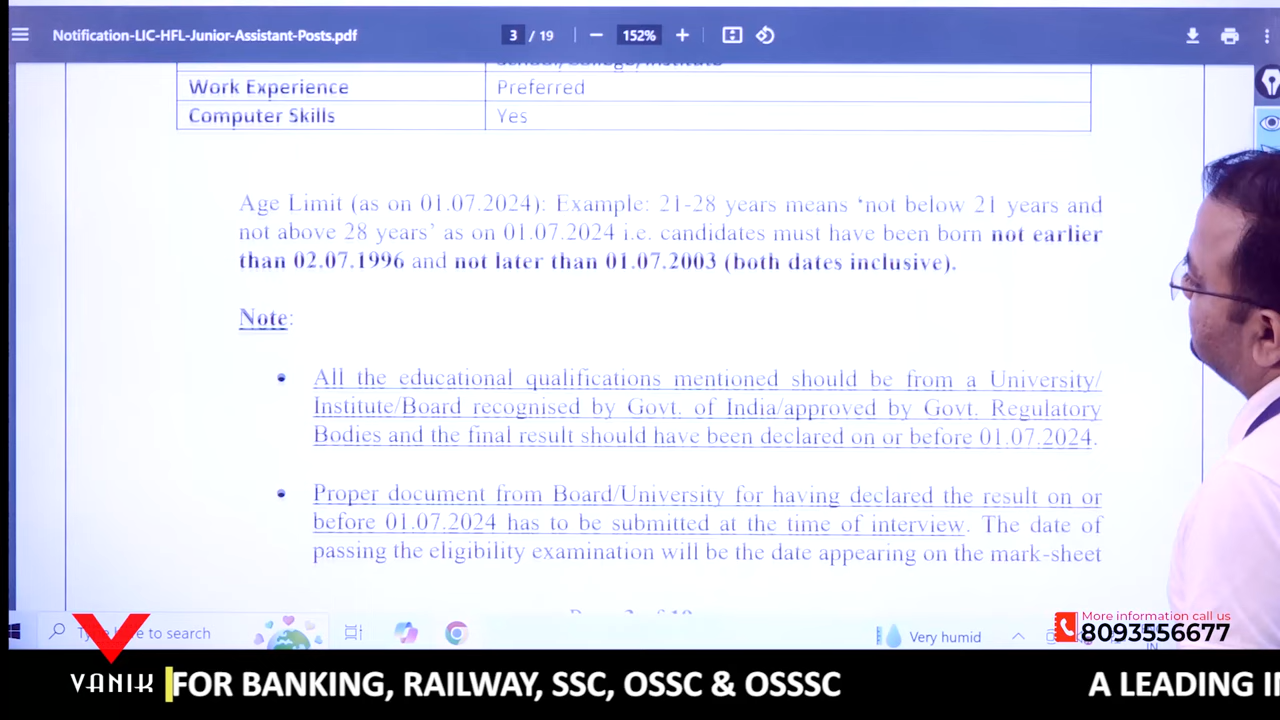 Notification-LIC-HFL-Junior-Assistant-Posts.pdf
3 / 19
152%
School/College/Institute
Work Experience
Preferred
Computer Skills
Yes
Age Limit (as on 01.07.2024): Example: 21-28 years means ‘not below 21 years and
not above 28 years’ as on 01.07.2024 i.e. candidates must have been born not earlier
than 02.07.1996 and not later than 01.07.2003 (both dates inclusive).
Note:
All the educational qualifications mentioned should be from a University/
Institute/Board recognised by Govt. of India/approved by Govt. Regulatory
Bodies and the final result should have been declared on or before 01.07.2024.
Proper document from Board/University for having declared the result on or
before 01.07.2024 has to be submitted at the time of interview. The date of
passing the eligibility examination will be the date appearing on the mark-sheet
to search
Very humid
IN
More information call us
8093556677
VANIK
FOR BANKING, RAILWAY, SSC, OSSC & OSSSC
A LEADING